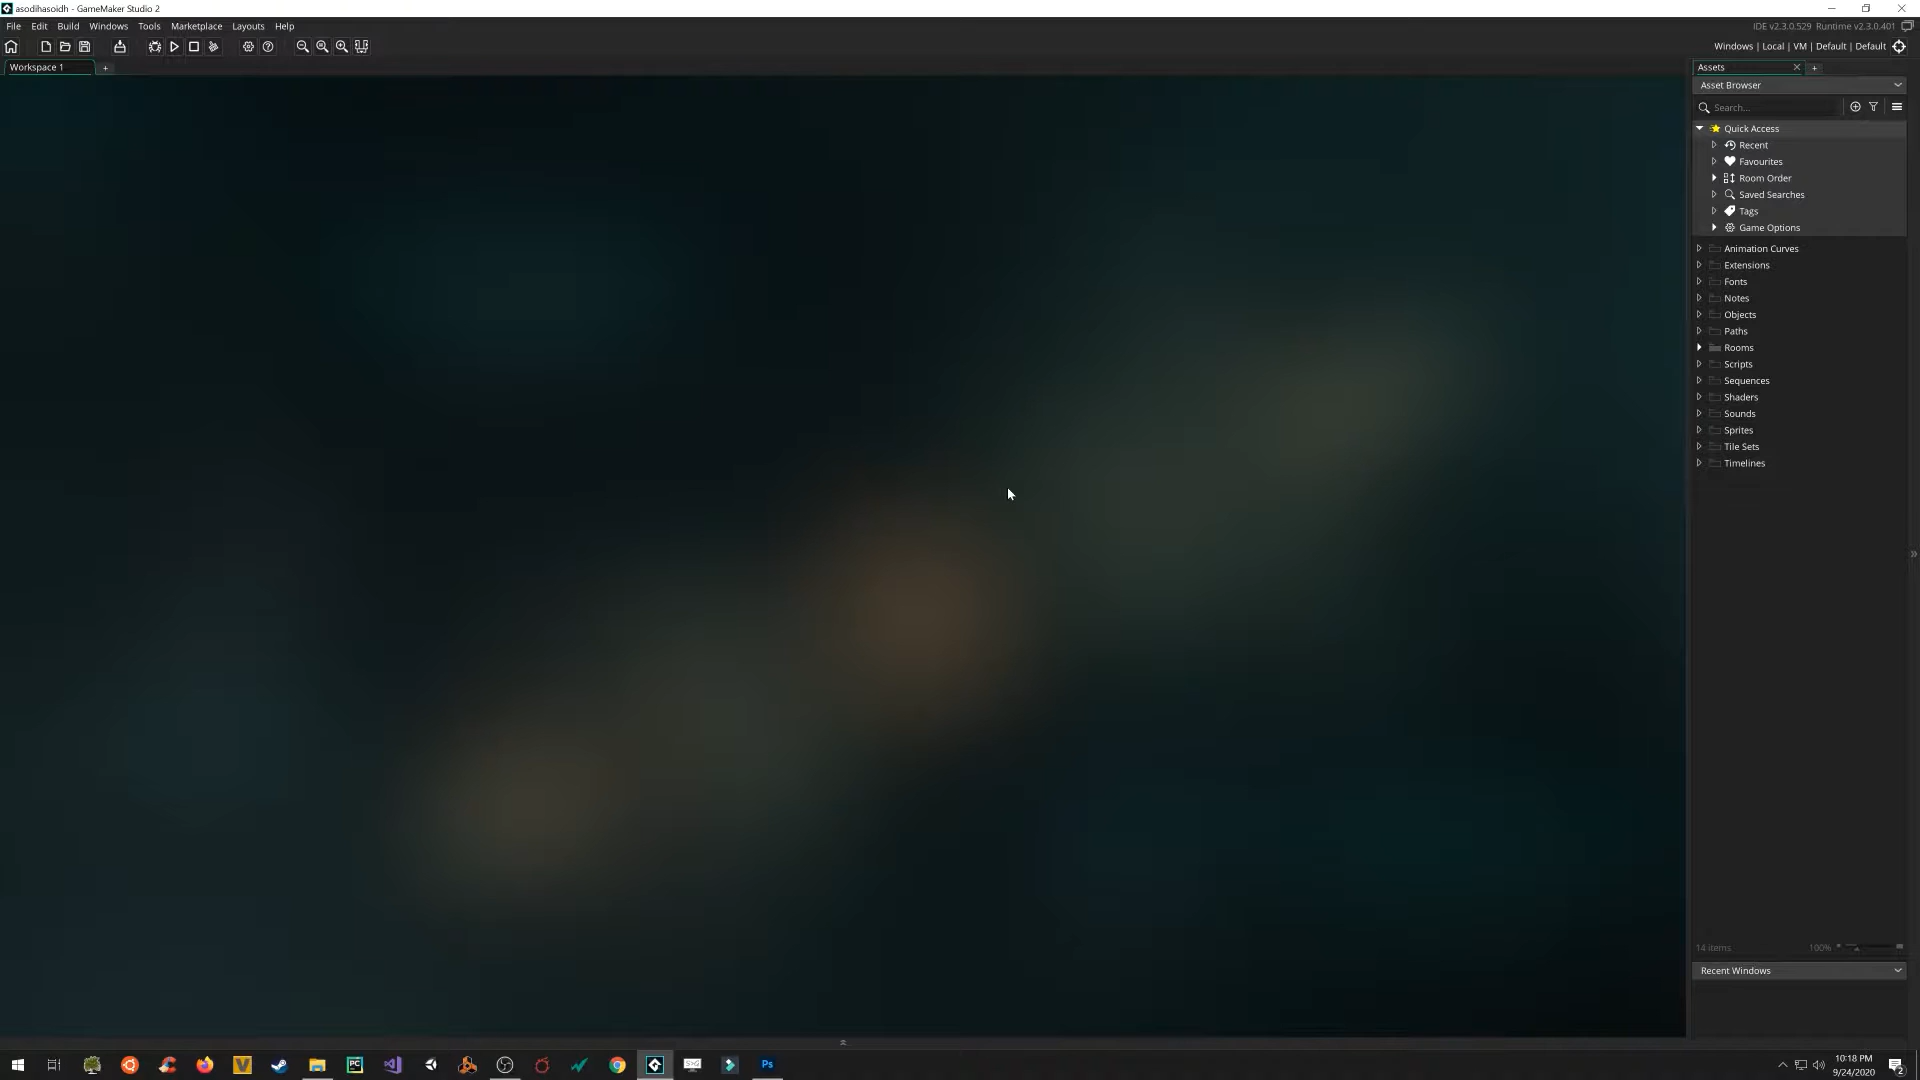 asodihasoidh - GameMaker Studio 2
File Edit Build Windows Tools Marketplace Layouts Help
IDE v2.3.0.529 Runtime v2.3.0.401
Windows | Local | VM | Default | Default
Workspace 1
Assets
Asset Browser
Search...
Quick Access
Recent
Favourites
Room Order
Saved Searches
Tags
Game Options
Animation Curves
Extensions
Fonts
Notes
Objects
Paths
Rooms
Scripts
Sequences
Shaders
Sounds
Sprites
Tile Sets
Timelines
14 items 100%
Recent Windows
PC
Ps
10:18 PM
9/24/2020
2